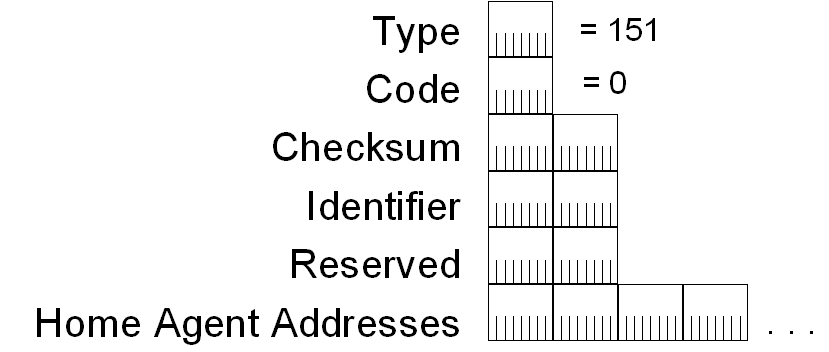 Type = 151
Code = 0
Checksum
Identifier
Reserved
Home Agent Addresses . . .